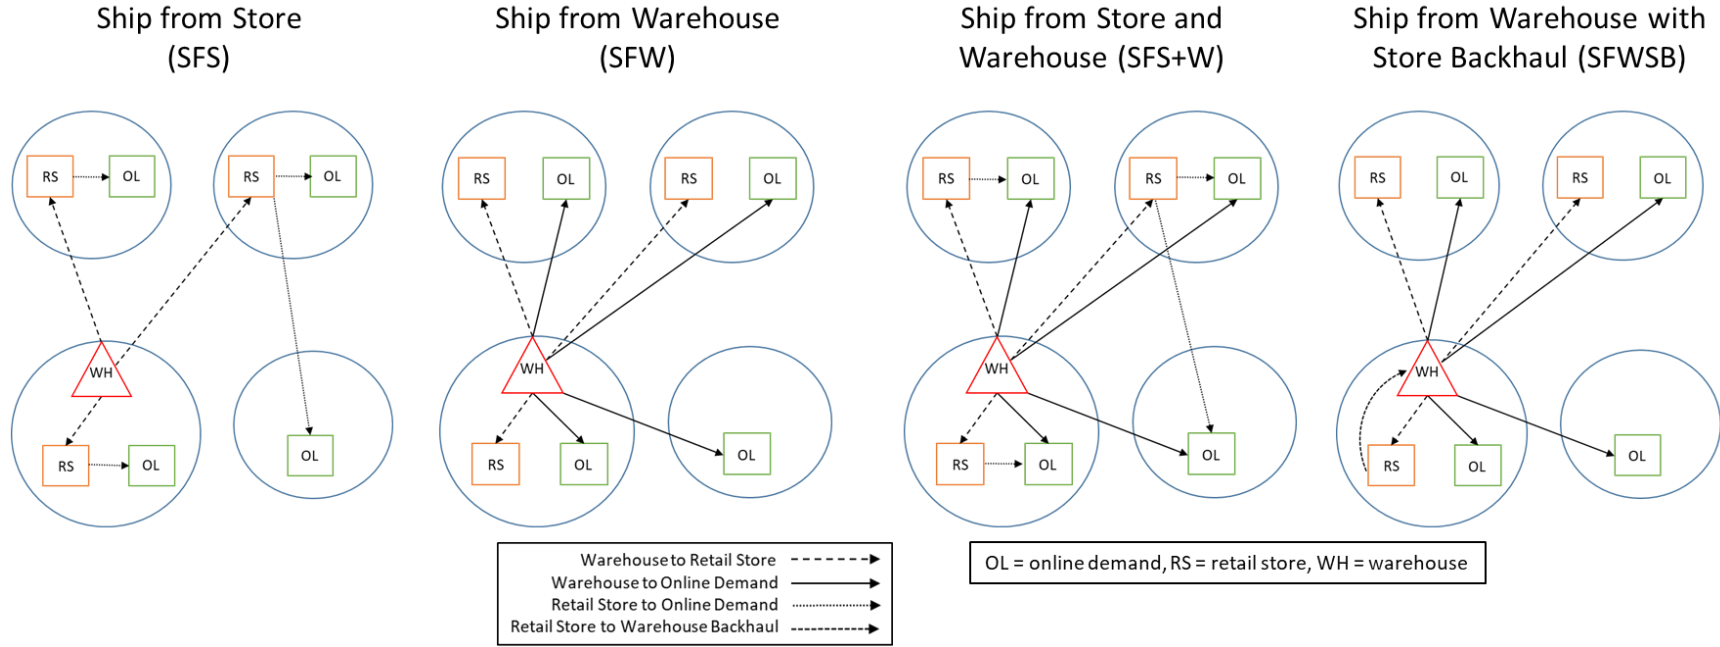 Ship from Store
(SFS)
Ship from Warehouse
(SFW)
Ship from Store and
Warehouse (SFS+W)
Ship from Warehouse with
Store Backhaul (SFWSB)
RS
OL
RS
OL
WH
RS
OL
OL
RS
OL
RS
OL
WH
RS
OL
OL
RS
OL
RS
OL
WH
RS
OL
OL
RS
OL
RS
OL
WH
RS
OL
OL
Warehouse to Retail Store
Warehouse to Online Demand
Retail Store to Online Demand
Retail Store to Warehouse Backhaul
OL = online demand, RS = retail store, WH = warehouse